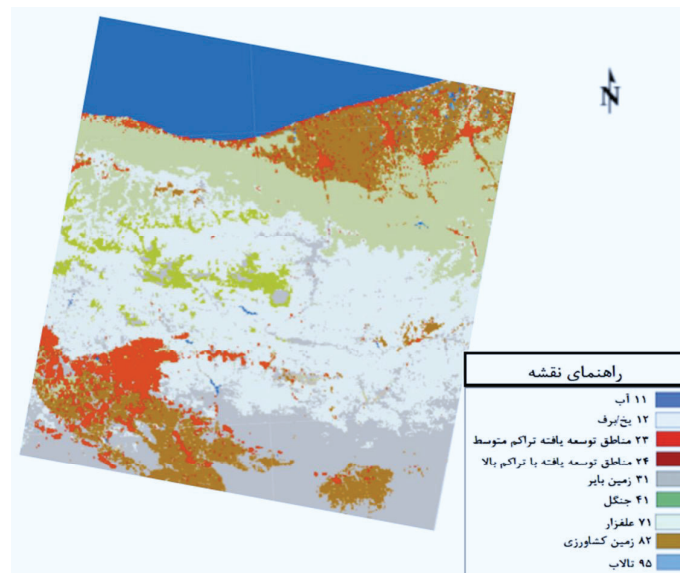 N
راهنمای نقشه
۱۱ آب
۱۲ یخ/برف
۲۳ مناطق توسعه یافته تراکم متوسط
۲۴ مناطق توسعه یافته با تراکم بالا
۳۱ زمین بایر
۴۱ جنگل
۷۱ علفزار
۸۲ زمین کشاورزی
۹۵ تالاب